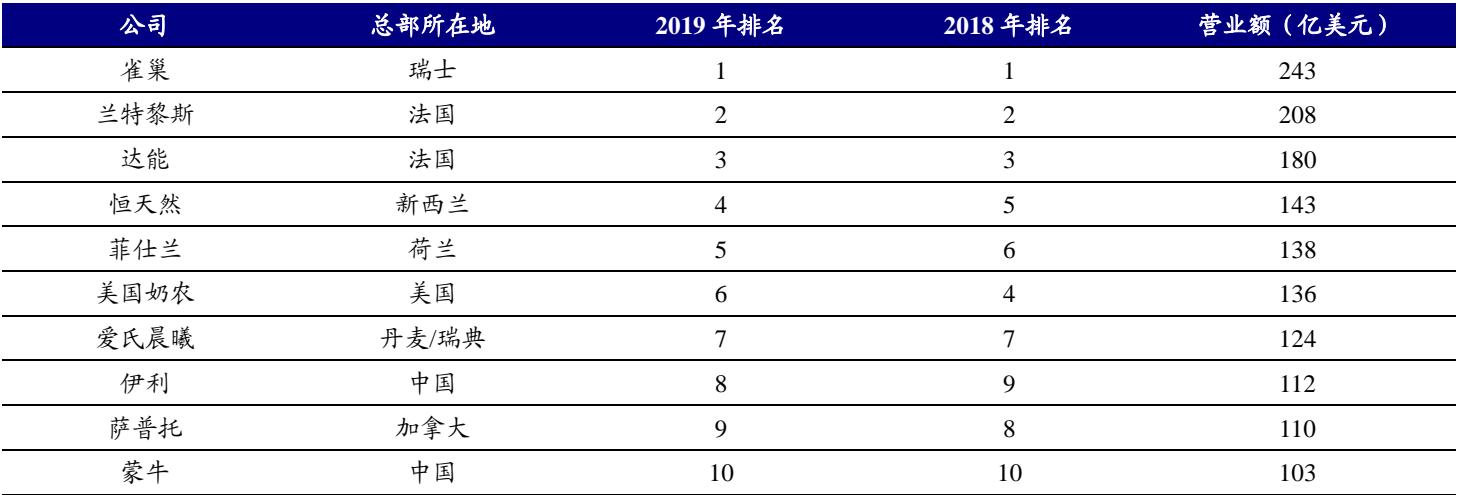 公司 总部所在地 2019 年排名 2018 年排名 营业额（亿美元）
雀巢 瑞士 1 1 243
兰特黎斯 法国 2 2 208
达能 法国 3 3 180
恒天然 新西兰 4 5 143
菲仕兰 荷兰 5 6 138
美国奶农 美国 6 4 136
爱氏晨曦 丹麦/瑞典 7 7 124
伊利 中国 8 9 112
萨普托 加拿大 9 8 110
蒙牛 中国 10 10 103